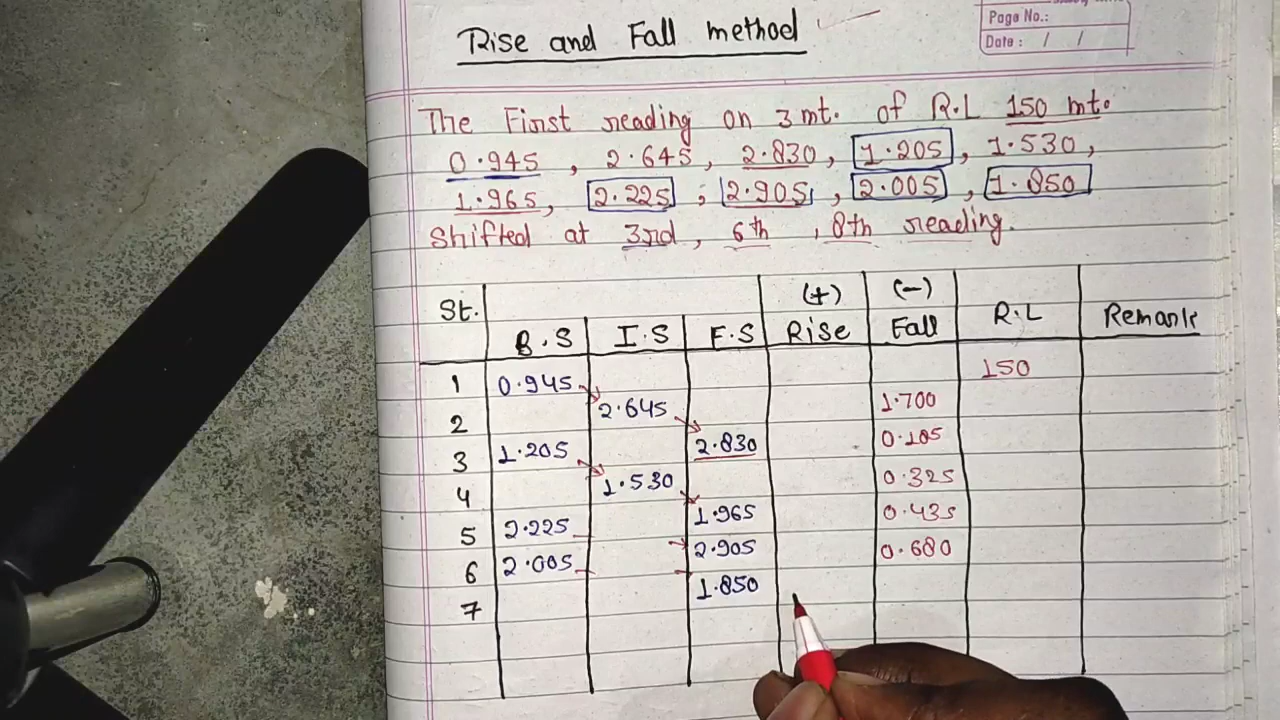 Rise and Fall method
Page No.:
Date : / /
The First reading on 3 mt. of R.L 150 mt.
0.945 , 2.645, 2.830, 1.205, 1.530,
1.965, 2.225 , 2.905, 2.005, 1.850
Shifted at 3rd, 6th , 8th reading.
St. B.S I.S F.S (+) Rise (-) Fall R.L Remark
1 0.945 150
2 2.645 1.700
3 1.205 2.830 0.185
4 1.530 0.325
5 2.225 1.965 0.435
6 2.005 2.905 0.680
7 1.850